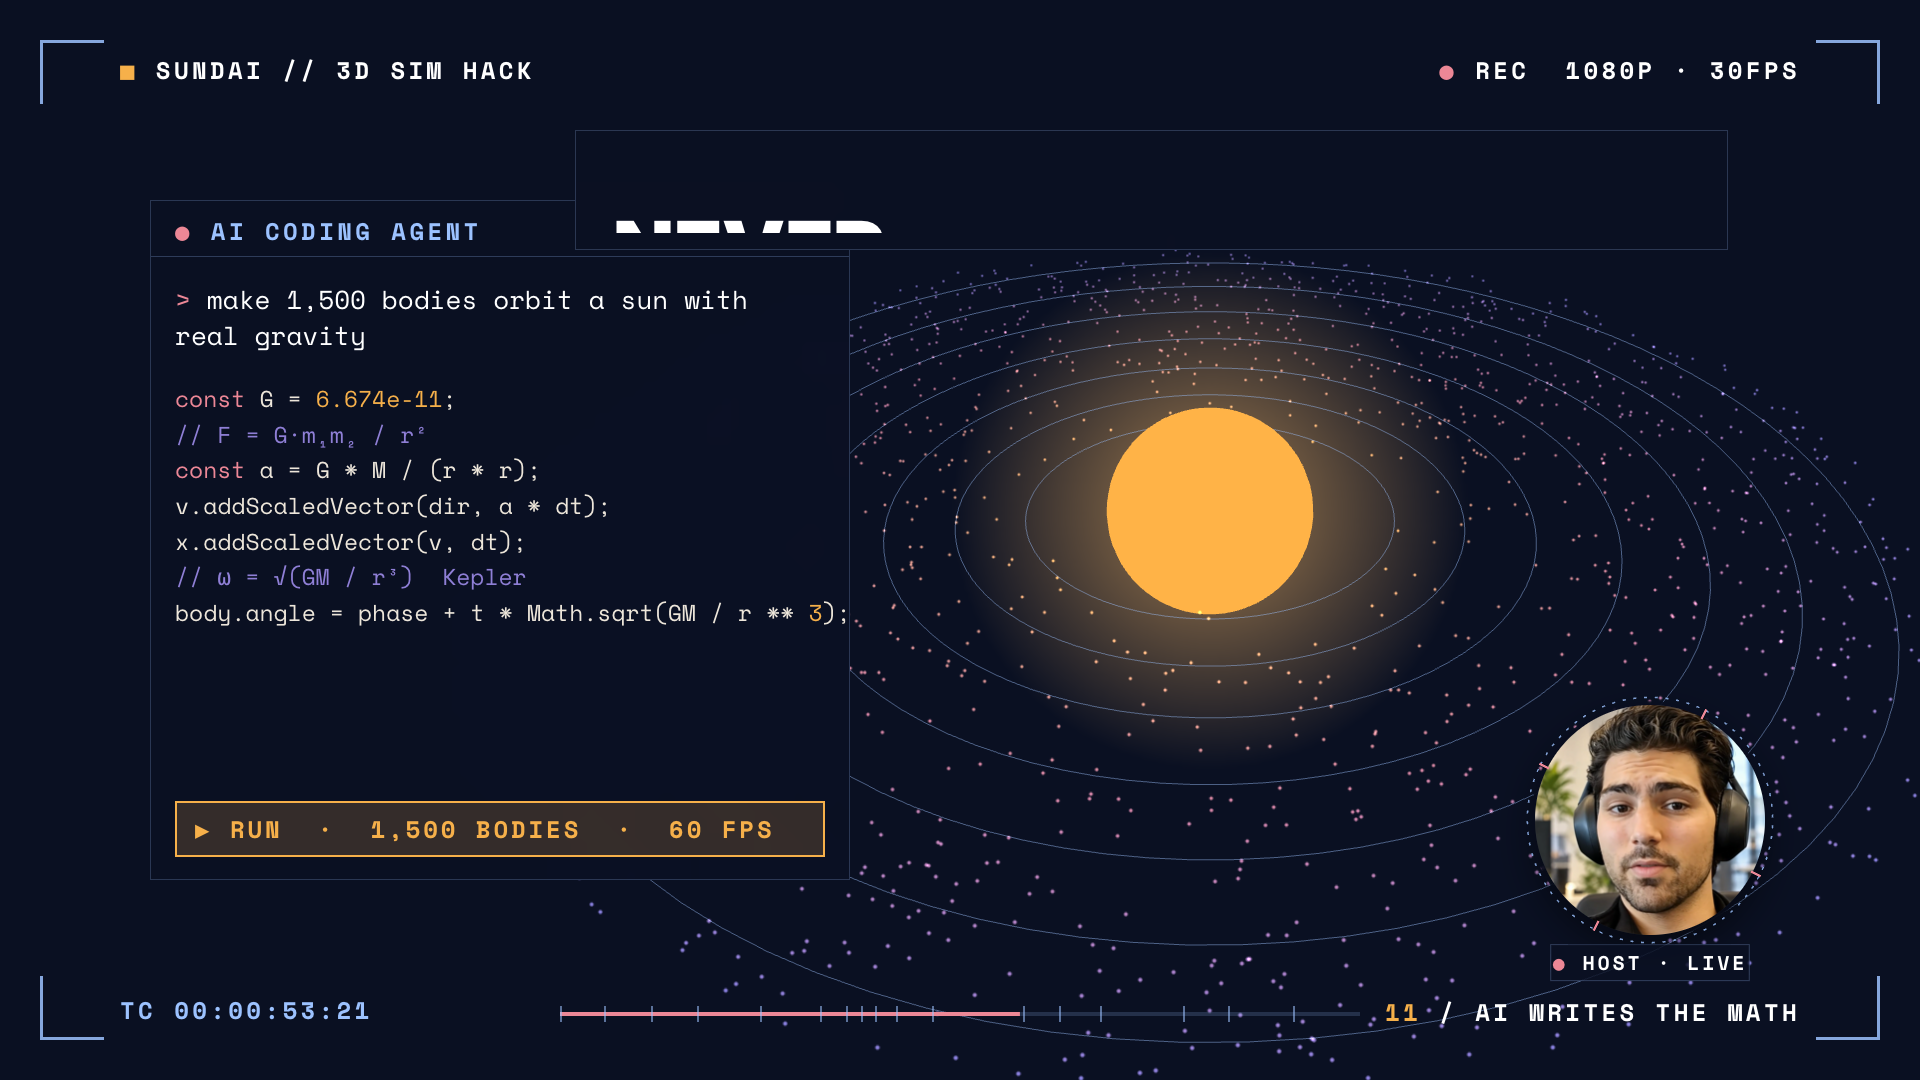 ■ SUNDAI // 3D SIM HACK
● REC 1080P · 30FPS
● AI CODING AGENT
> make 1,500 bodies orbit a sun with
real gravity
const G = 6.674e-11;
// F = G·m₁m₂ / r²
const a = G * M / (r * r);
v.addScaledVector(dir, a * dt);
x.addScaledVector(v, dt);
// ω = √(GM / r³)  Kepler
body.angle = phase + t * Math.sqrt(GM / r ** 3);
▶ RUN · 1,500 BODIES · 60 FPS
● HOST · LIVE
TC 00:00:53:21
11 / AI WRITES THE MATH